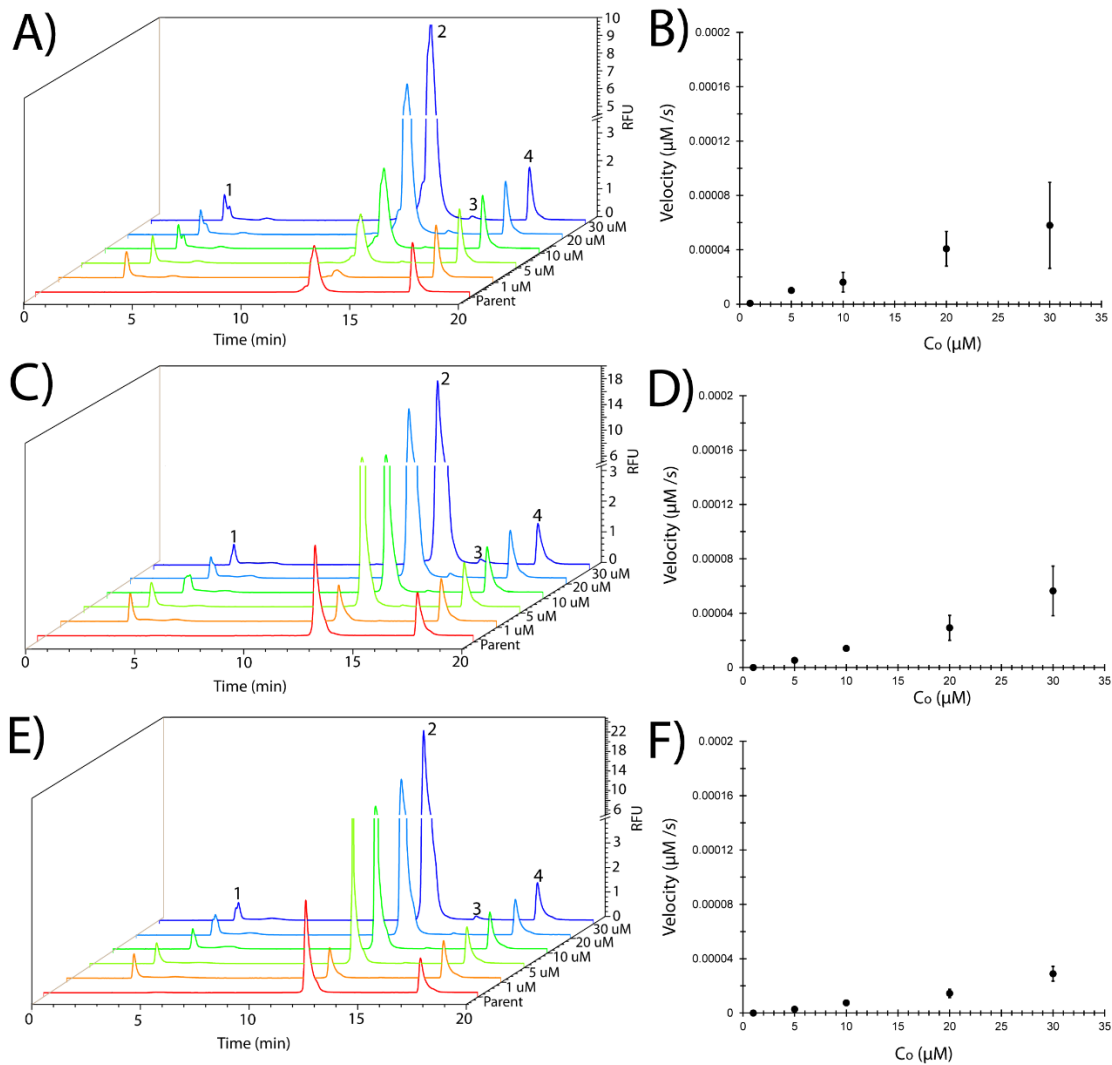 A)
2
1
3
4
10
9
8
7
6
5
3
2
1
0
RFU
30 uM
20 uM
10 uM
5 uM
1 uM
Parent
0
5
10
15
20
Time (min)
B)
0.0002
0.00016
0.00012
0.00008
0.00004
0
Velocity (µM /s)
0
5
10
15
20
25
30
35
Co (µM)
C)
2
1
3
4
18
14
10
6
3
2
1
0
RFU
30 uM
20 uM
10 uM
5 uM
1 uM
Parent
0
5
10
15
20
Time (min)
D)
0.0002
0.00016
0.00012
0.00008
0.00004
0
Velocity (µM /s)
0
5
10
15
20
25
30
35
Co (µM)
E)
2
1
3
4
22
18
14
10
6
3
2
1
0
RFU
30 uM
20 uM
10 uM
5 uM
1 uM
Parent
0
5
10
15
20
Time (min)
F)
0.0002
0.00016
0.00012
0.00008
0.00004
0
Velocity (µM /s)
0
5
10
15
20
25
30
35
Co (µM)